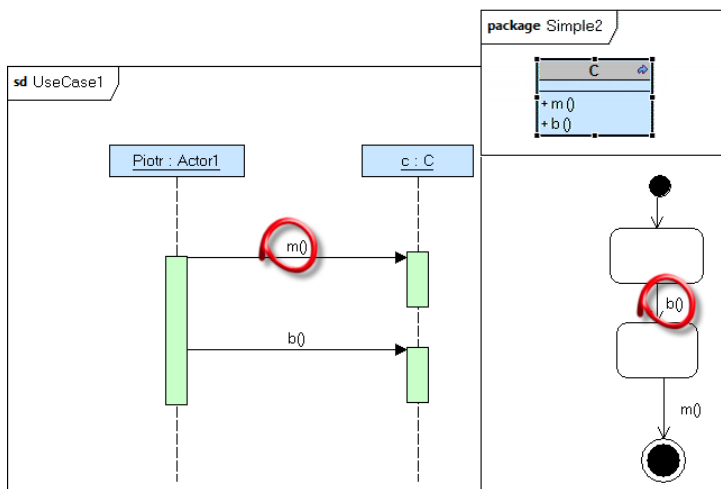 sd UseCase1
Piotr : Actor1
c : C
m()
b()
package Simple2
C
+ m ()
+ b ()
b()
m()